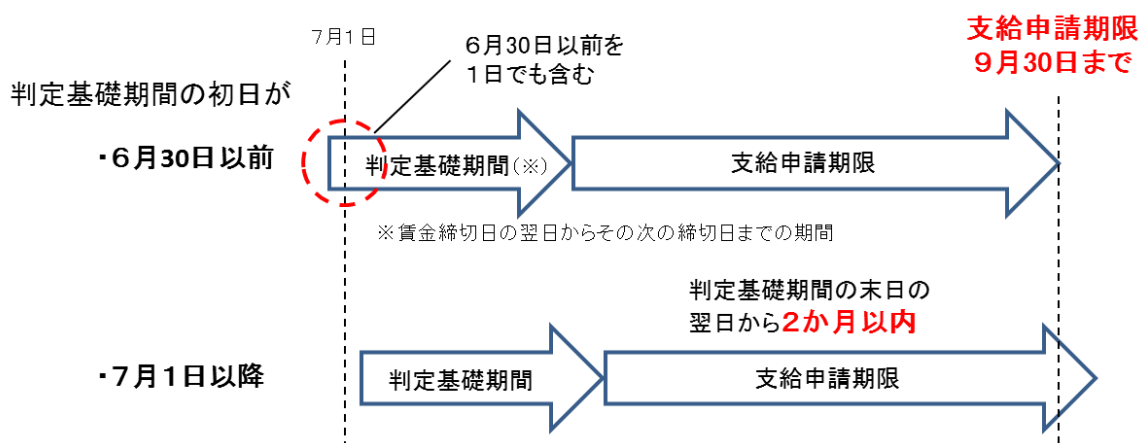 7月1日
6月30日以前を
1日でも含む
支給申請期限
9月30日まで
判定基礎期間の初日が
・6月30日以前
判定基礎期間(※)
支給申請期限
※賃金締切日の翌日からその次の締切日までの期間
判定基礎期間の末日の
翌日から2か月以内
・7月1日以降
判定基礎期間
支給申請期限